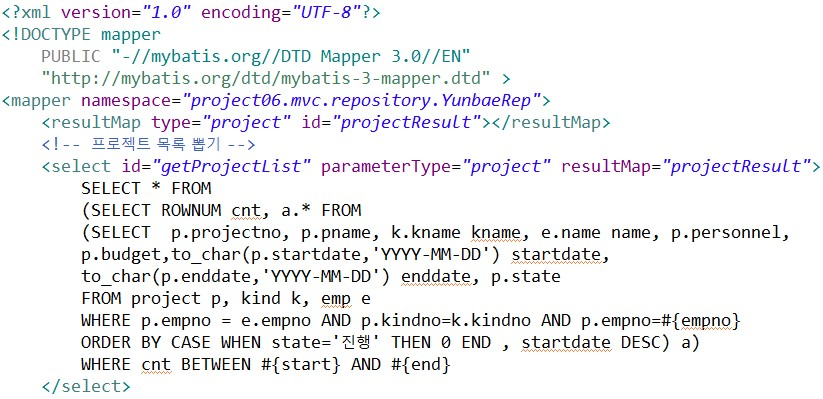 <?xml version="1.0" encoding="UTF-8"?>
<!DOCTYPE mapper
PUBLIC "-//mybatis.org//DTD Mapper 3.0//EN"
"http://mybatis.org/dtd/mybatis-3-mapper.dtd" >
<mapper namespace="project06.mvc.repository.YunbaeRep">
<resultMap type="project" id="projectResult"></resultMap>
<!-- 프로젝트 목록 뽑기 -->
<select id="getProjectList" parameterType="project" resultMap="projectResult">
SELECT * FROM
(SELECT ROWNUM cnt, a.* FROM
(SELECT  p.projectno, p.pname, k.kname kname, e.name name, p.personnel,
p.budget,to_char(p.startdate,'YYYY-MM-DD') startdate,
to_char(p.enddate,'YYYY-MM-DD') enddate, p.state
FROM project p, kind k, emp e
WHERE p.empno = e.empno AND p.kindno=k.kindno AND p.empno=#{empno}
ORDER BY CASE WHEN state='진행' THEN 0 END , startdate DESC) a)
WHERE cnt BETWEEN #{start} AND #{end}
</select>